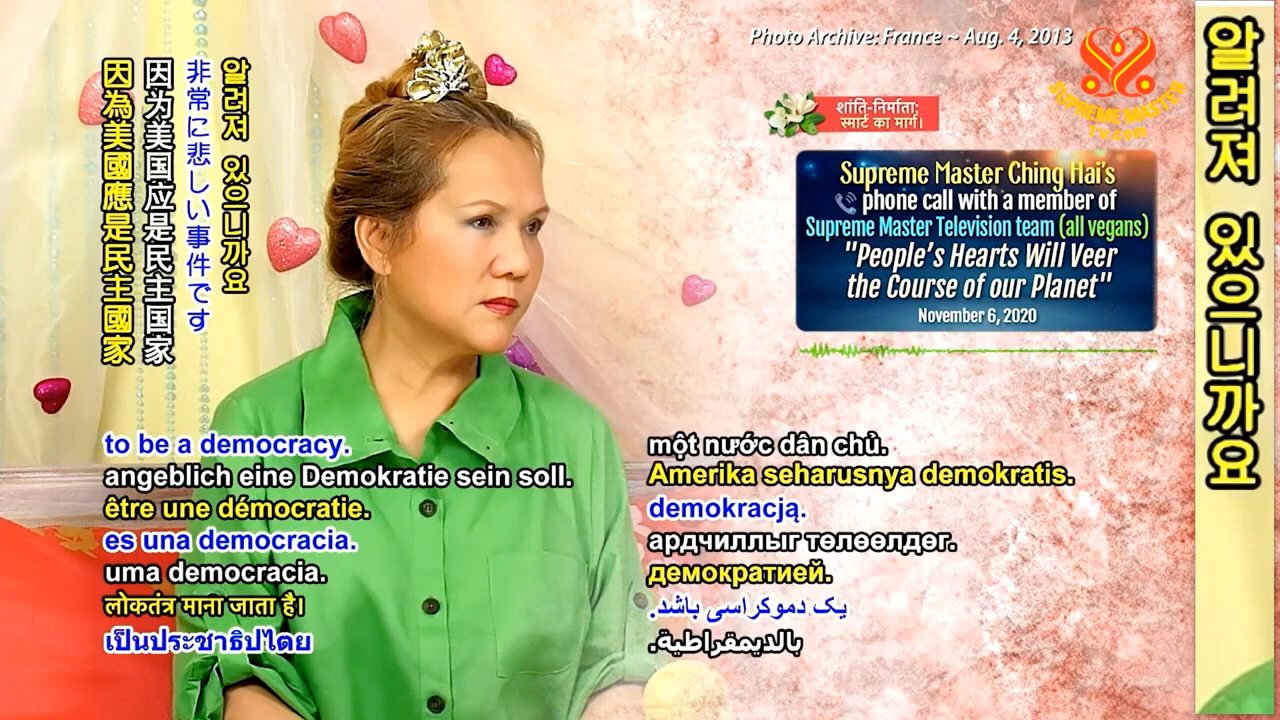 Photo Archive: France ~ Aug. 4, 2013
SUPREME MASTER
TV.com
शांति-निर्माता:
स्मार्ट का मार्ग।
Supreme Master Ching Hai's
phone call with a member of
Supreme Master Television team (all vegans)
"People's Hearts Will Veer
the Course of our Planet"
November 6, 2020
알려져 있으니까요
非常に悲しい事件です
因为美国应是民主国家
因為美國應是民主國家
to be a democracy.
angeblich eine Demokratie sein soll.
être une démocratie.
es una democracia.
uma democracia.
लोकतंत्र माना जाता है।
เป็นประชาธิปไตย
một nước dân chủ.
Amerika seharusnya demokratis.
demokracją.
ардчиллыг төлөөлдөг.
демократией.
یک دموکراسی باشد.
بالديمقراطية.
알려져 있으니까요